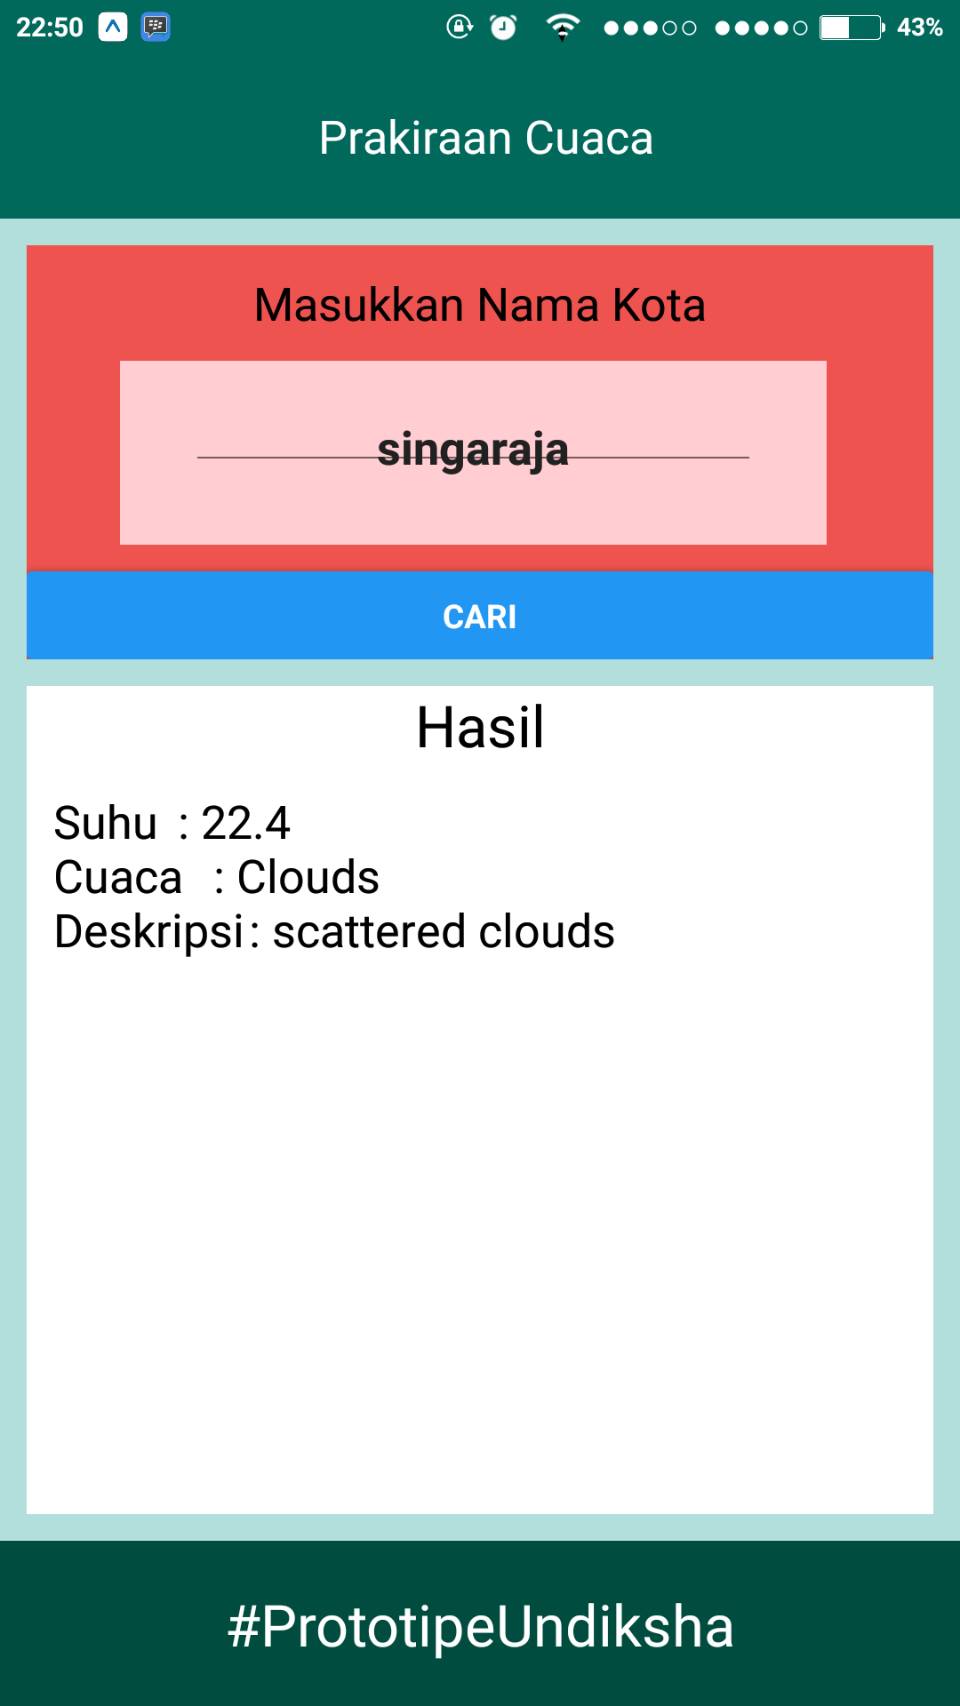 22:50 43%
Prakiraan Cuaca
Masukkan Nama Kota
singaraja
CARI
Hasil
Suhu : 22.4
Cuaca : Clouds
Deskripsi : scattered clouds
#PrototipeUndiksha